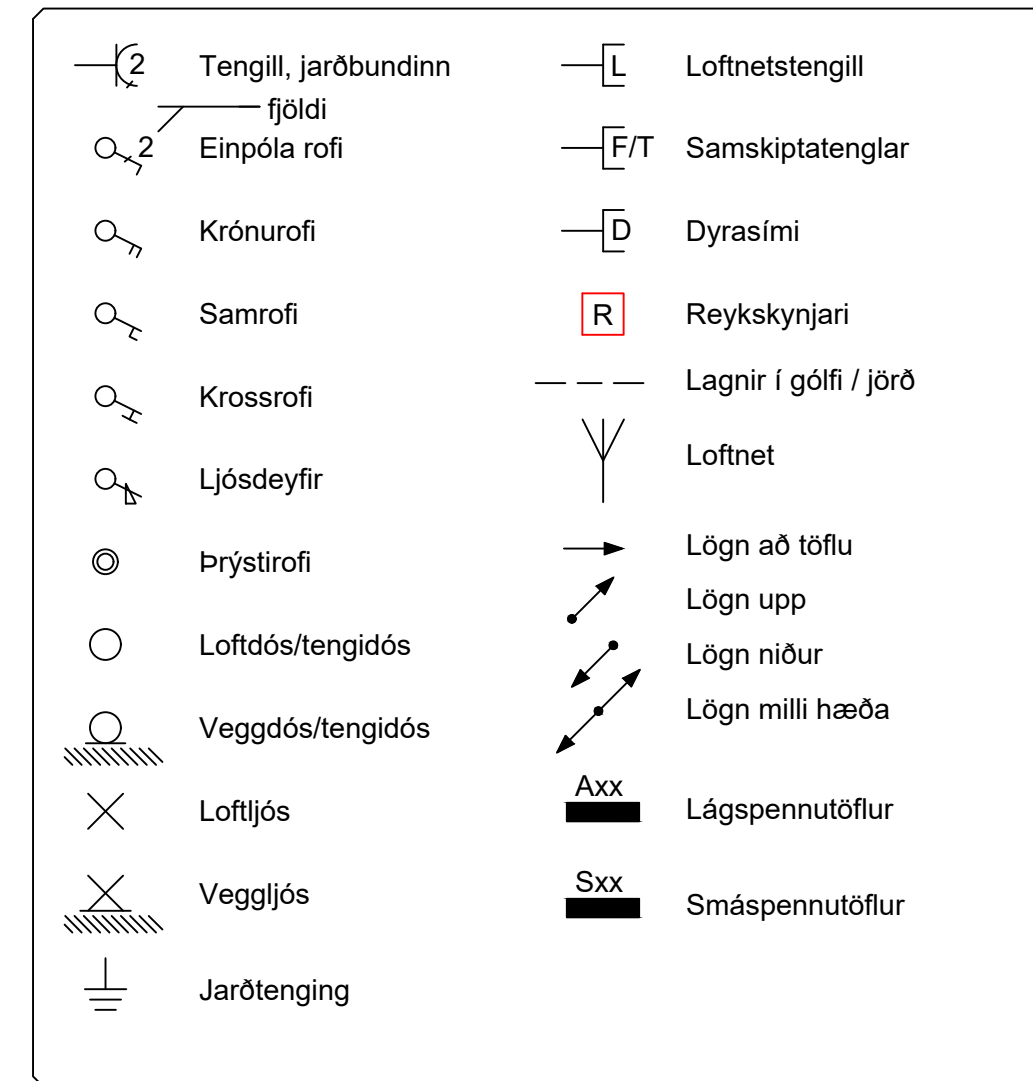 2 Tengill, jarðbundinn
fjöldi
2 Einpóla rofi
Krónurofi
Samrofi
Krossrofi
Ljósdeyfir
Þrýstirofi
Loftdós/tengidós
Veggdós/tengidós
Loftljós
Veggljós
Jarðtenging
L Loftnetstengill
F/T Samskiptatenglar
D Dyrasími
R Reykskynjari
Lagnir í gólfi / jörð
Loftnet
Lögn að töflu
Lögn upp
Lögn niður
Lögn milli hæða
Axx
Lágspennutöflur
Sxx
Smáspennutöflur